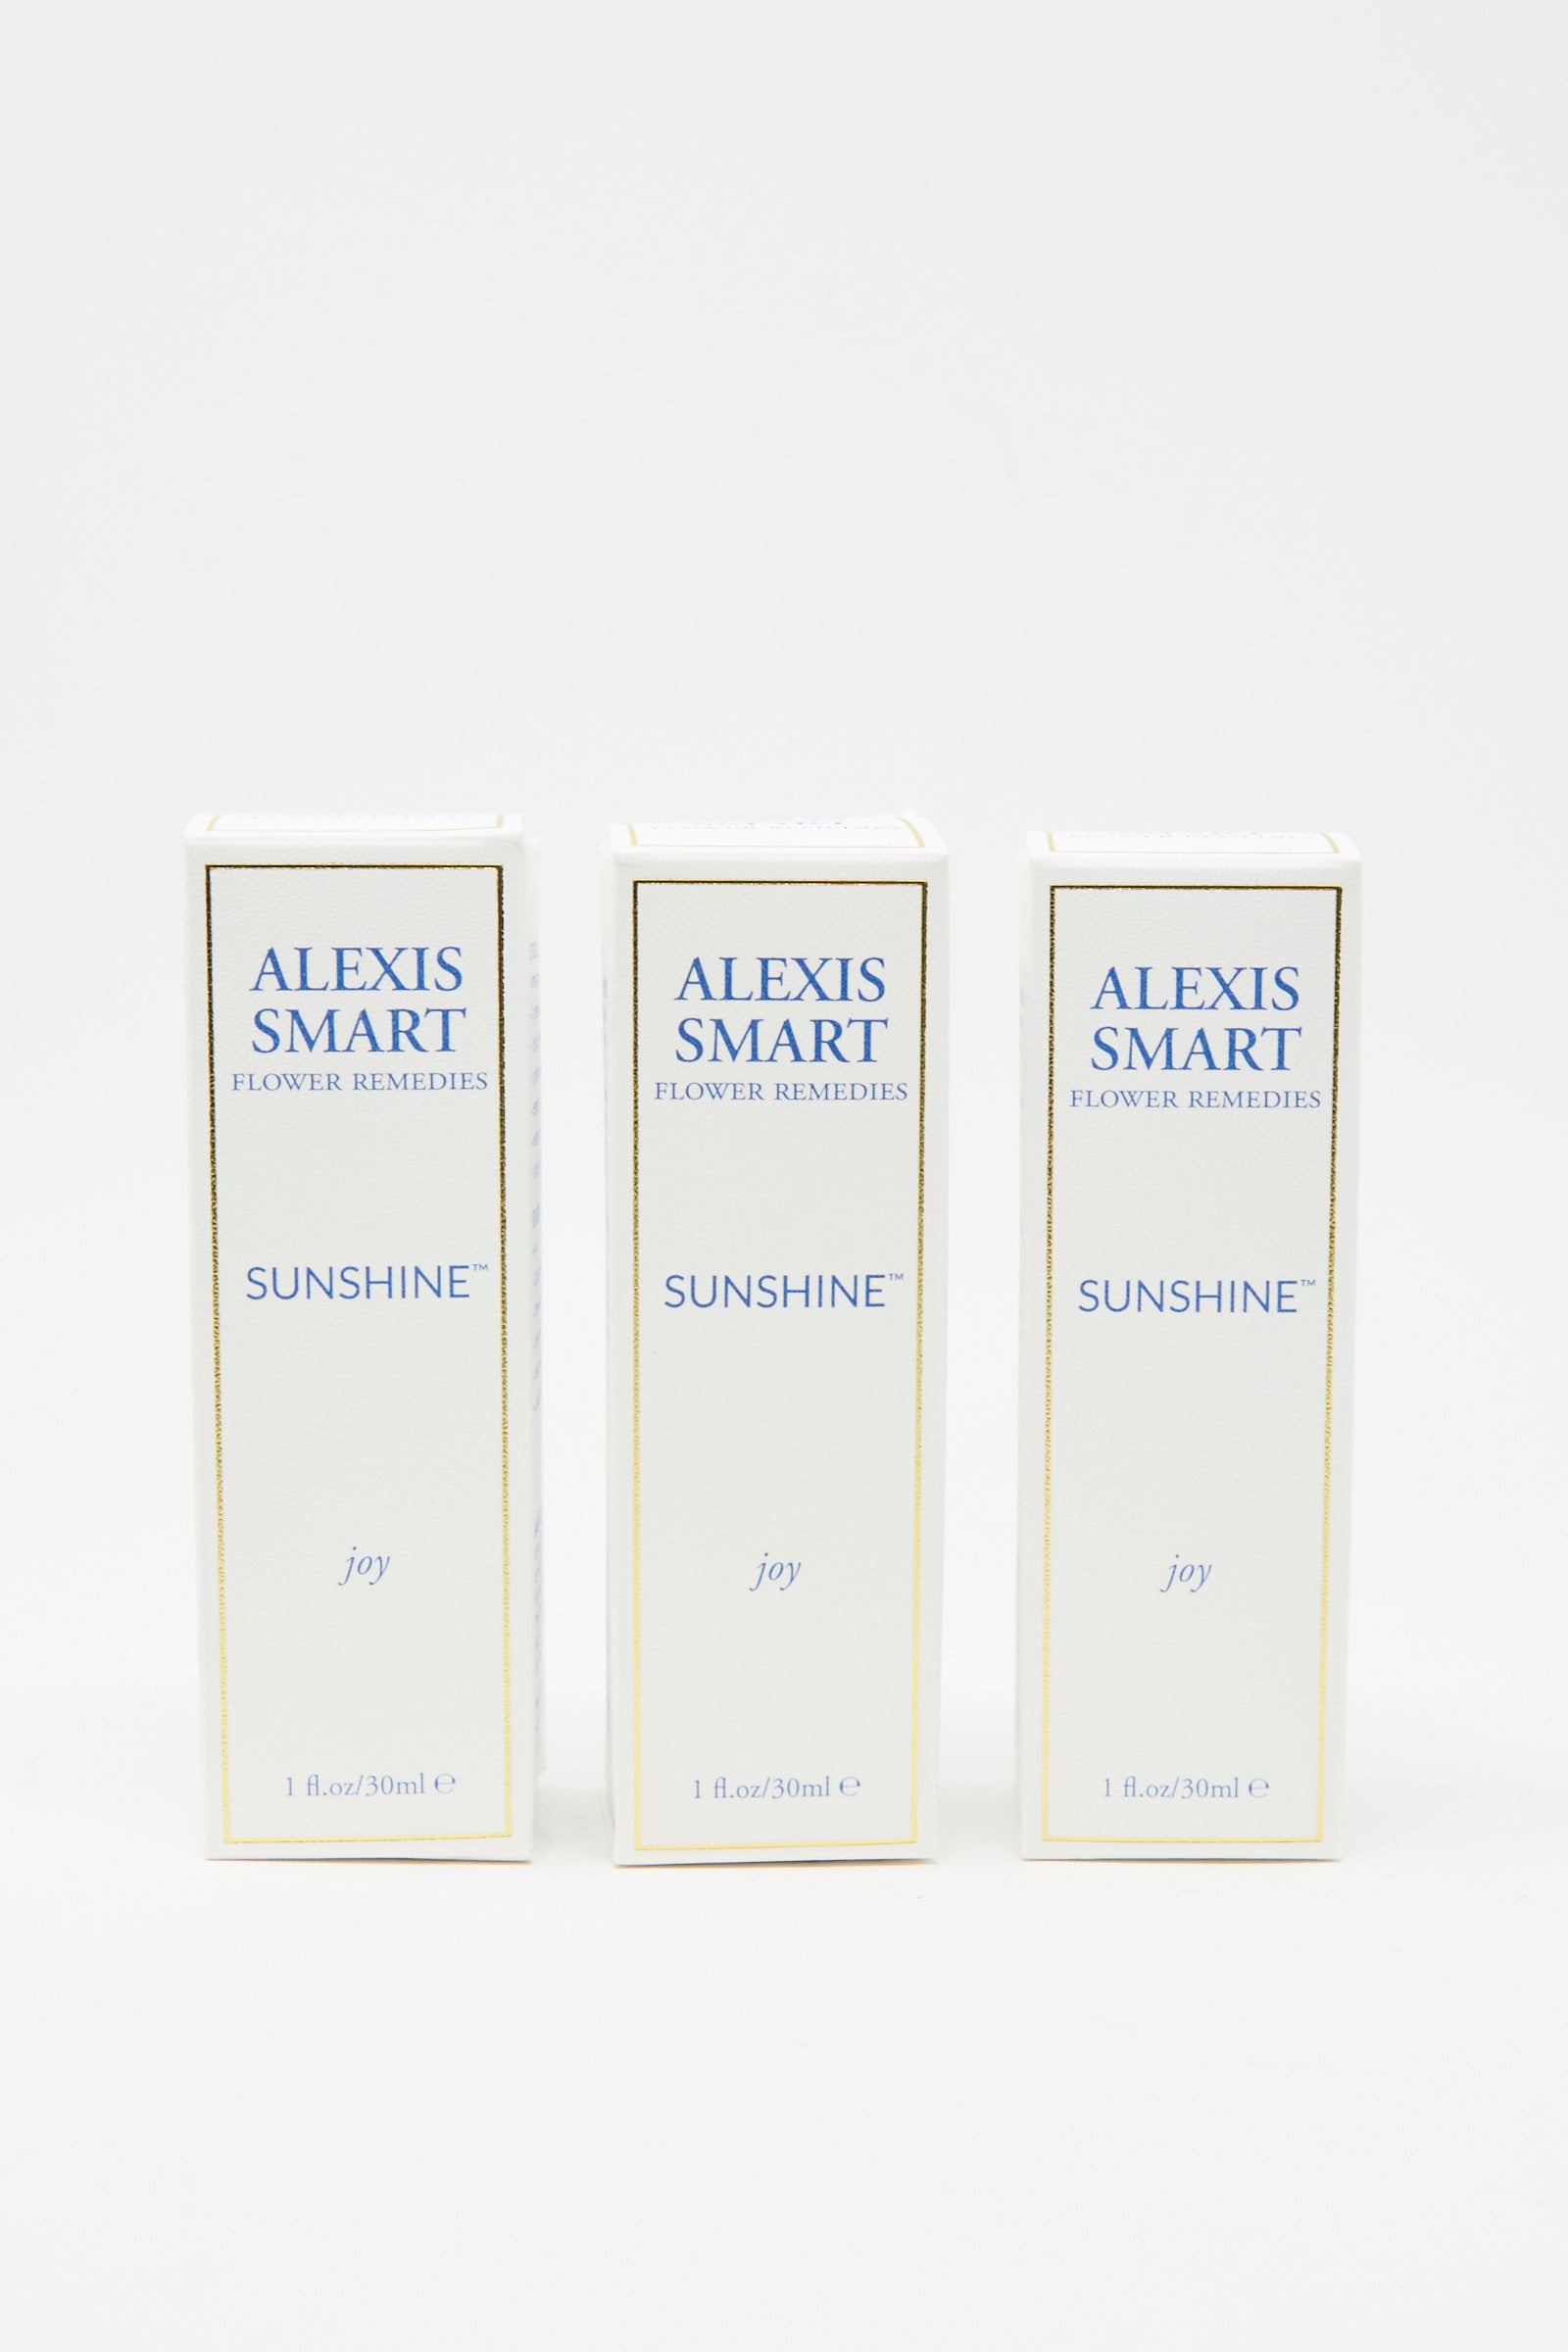 ALEXIS
SMART
FLOWER REMEDIES
SUNSHINE™
joy
1 fl.oz/30ml ℮
ALEXIS
SMART
FLOWER REMEDIES
SUNSHINE™
joy
1 fl.oz/30ml ℮
ALEXIS
SMART
FLOWER REMEDIES
SUNSHINE™
joy
1 fl.oz/30ml ℮